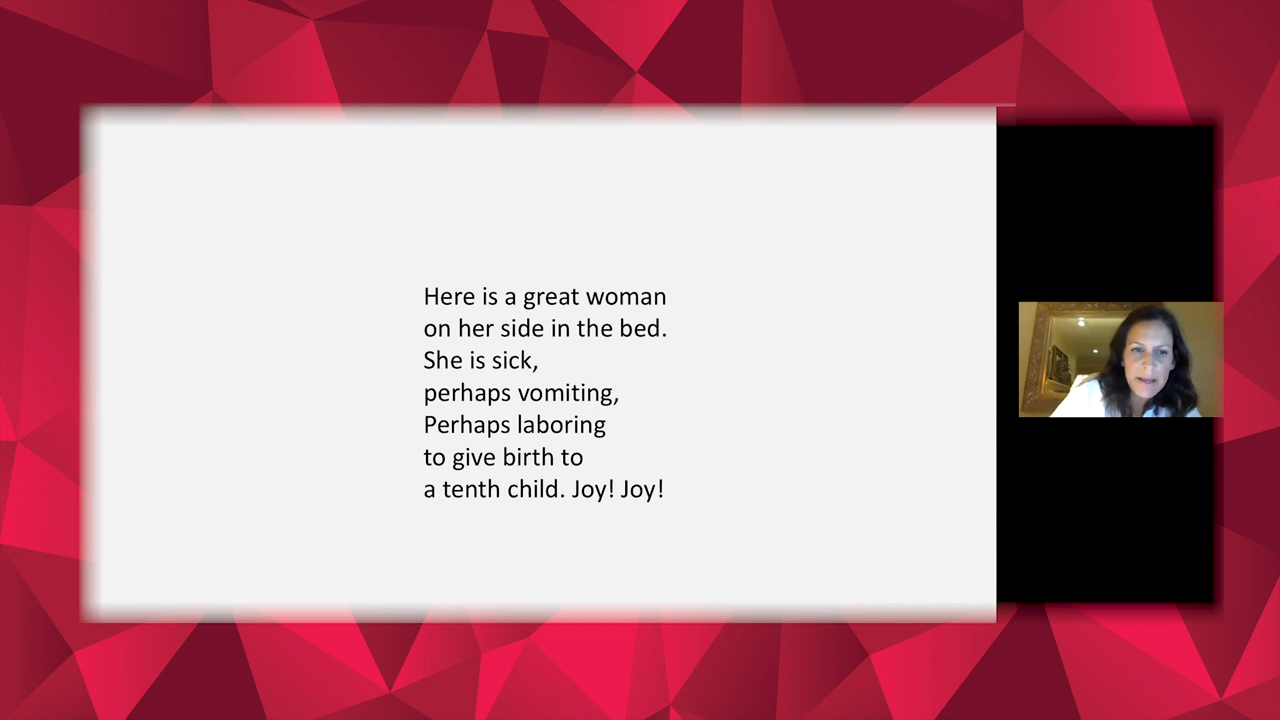 Here is a great woman
on her side in the bed.
She is sick,
perhaps vomiting,
Perhaps laboring
to give birth to
a tenth child. Joy! Joy!